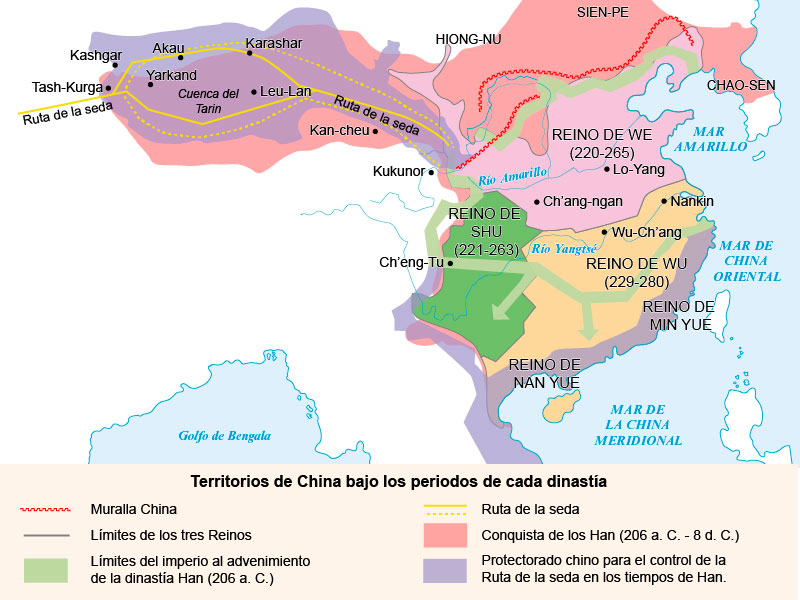 SIEN-PE
HIONG-NU
Kashgar
Akau
Karashar
CHAO-SEN
Tash-Kurga
Yarkand
Cuenca del
Tarin
Leu-Lan
Ruta de la seda
Ruta de la seda
Kan-cheu
REINO DE WE
(220-265)
MAR
AMARILLO
Kukunor
Río Amarillo
Lo-Yang
Ch'ang-ngan
Nankin
REINO DE
SHU
(221-263)
Wu-Ch'ang
Río Yangtsé
MAR DE
CHINA
ORIENTAL
Ch'eng-Tu
REINO DE WU
(229-280)
REINO DE
MIN YUE
REINO DE
NAN YUE
MAR DE
LA CHINA
MERIDIONAL
Golfo de Bengala
Territorios de China bajo los periodos de cada dinastía
Muralla China
Ruta de la seda
Límites de los tres Reinos
Conquista de los Han (206 a. C. - 8 d. C.)
Límites del imperio al advenimiento
de la dinastía Han (206 a. C.)
Protectorado chino para el control de la
Ruta de la seda en los tiempos de Han.